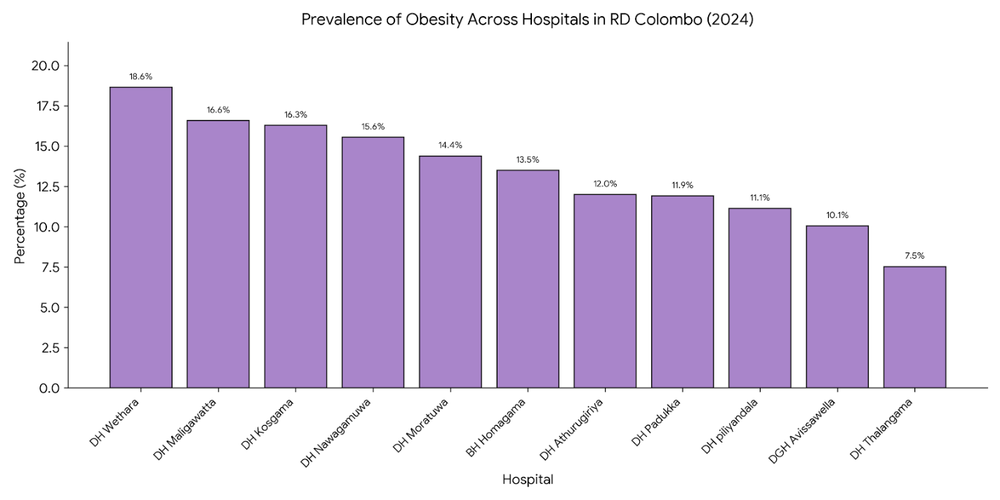 Prevalence of Obesity Across Hospitals in RD Colombo (2024)
Percentage (%)
20.0
17.5
15.0
12.5
10.0
7.5
5.0
2.5
0.0
18.6%
16.6%
16.3%
15.6%
14.4%
13.5%
12.0%
11.9%
11.1%
10.1%
7.5%
DH Wethara
DH Maligawatta
DH Kosgama
DH Nawagamuwa
DH Moratuwa
BH Homagama
DH Athurugiriya
DH Padukka
DH piliyandala
DGH Avissawella
DH Thalangama
Hospital